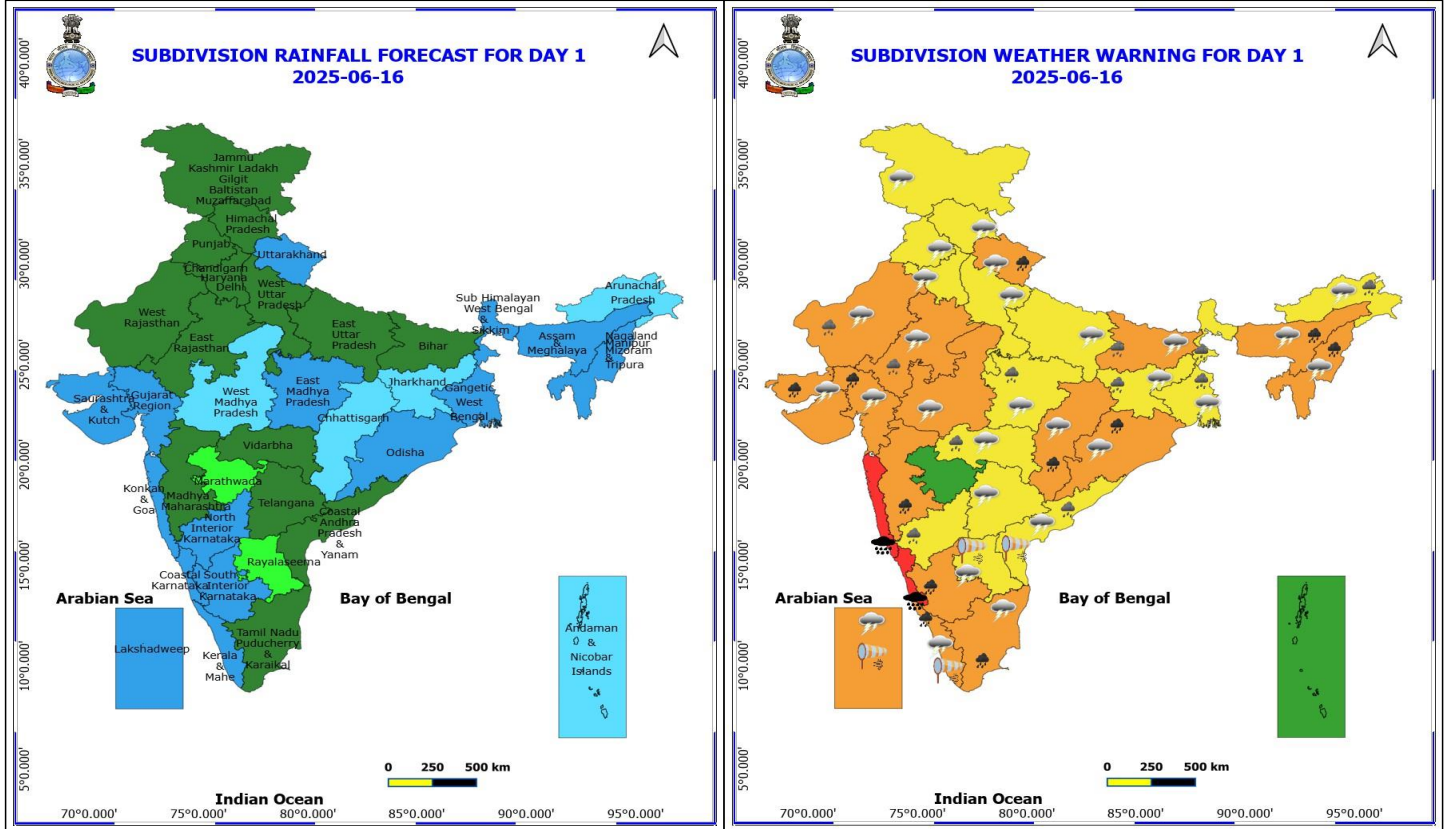 SUBDIVISION RAINFALL FORECAST FOR DAY 1
2025-06-16
40°0.000'
35°0.000'
30°0.000'
25°0.000'
20°0.000'
15°0.000'
10°0.000'
5°0.000'
Jammu
Kashmir Ladakh
Gilgit
Baltistan
Muzaffarabad
Himachal
Pradesh
Punjab
Uttarakhand
Chandigarh
Haryana
Delhi
West
Uttar
Pradesh
West
Rajasthan
East
Rajasthan
East
Uttar
Pradesh
Bihar
Sub Himalayan
West Bengal
&
Sikkim
Arunachal
Pradesh
Assam
&
Meghalaya
Nagaland
Manipur
Mizoram
&
Tripura
Saurashtra
&
Kutch
Gujarat
Region
West
Madhya
Pradesh
East
Madhya
Pradesh
Jharkhand
Gangetic
West
Bengal
Chhattisgarh
Odisha
Vidarbha
Marathwada
Konkan
&
Goa
Madhya
Maharashtra
Telangana
North
Interior
Karnataka
Coastal
Andhra
Pradesh
&
Yanam
Rayalaseema
Coastal
Karnataka
South
Interior
Karnataka
Arabian Sea
Bay of Bengal
Lakshadweep
Kerala
&
Mahe
Tamil Nadu
Puducherry
&
Karaikal
Andaman
&
Nicobar
Islands
0 250 500 km
Indian Ocean
70°0.000' 75°0.000' 80°0.000' 85°0.000' 90°0.000' 95°0.000'
SUBDIVISION WEATHER WARNING FOR DAY 1
2025-06-16
40°0.000'
35°0.000'
30°0.000'
25°0.000'
20°0.000'
15°0.000'
10°0.000'
5°0.000'
Arabian Sea
Bay of Bengal
0 250 500 km
Indian Ocean
70°0.000' 75°0.000' 80°0.000' 85°0.000' 90°0.000' 95°0.000'